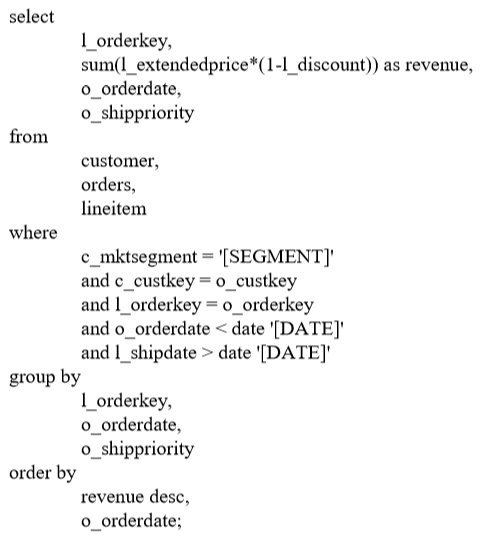 select
l_orderkey,
sum(l_extendedprice*(1-l_discount)) as revenue,
o_orderdate,
o_shippriority
from
customer,
orders,
lineitem
where
c_mktsegment = '[SEGMENT]'
and c_custkey = o_custkey
and l_orderkey = o_orderkey
and o_orderdate < date '[DATE]'
and l_shipdate > date '[DATE]'
group by
l_orderkey,
o_orderdate,
o_shippriority
order by
revenue desc,
o_orderdate;